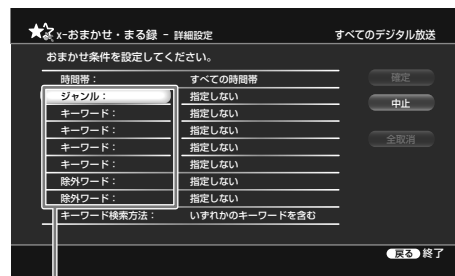 x-おまかせ・まる録 - 詳細設定 すべてのデジタル放送
おまかせ条件を設定してください。
時間帯： すべての時間帯 確定
ジャンル： 指定しない
キーワード： 指定しない 中止
キーワード： 指定しない
キーワード： 指定しない 全取消
キーワード： 指定しない
除外ワード： 指定しない
除外ワード： 指定しない
キーワード検索方法： いずれかのキーワードを含む
戻る 終了